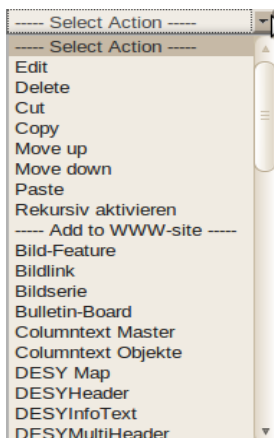 ----- Select Action -----
----- Select Action -----
Edit
Delete
Cut
Copy
Move up
Move down
Paste
Rekursiv aktivieren
----- Add to WWW-site -----
Bild-Feature
Bildlink
Bildserie
Bulletin-Board
Columntext Master
Columntext Objekte
DESY Map
DESYHeader
DESYInfoText
DESYMultiHeader